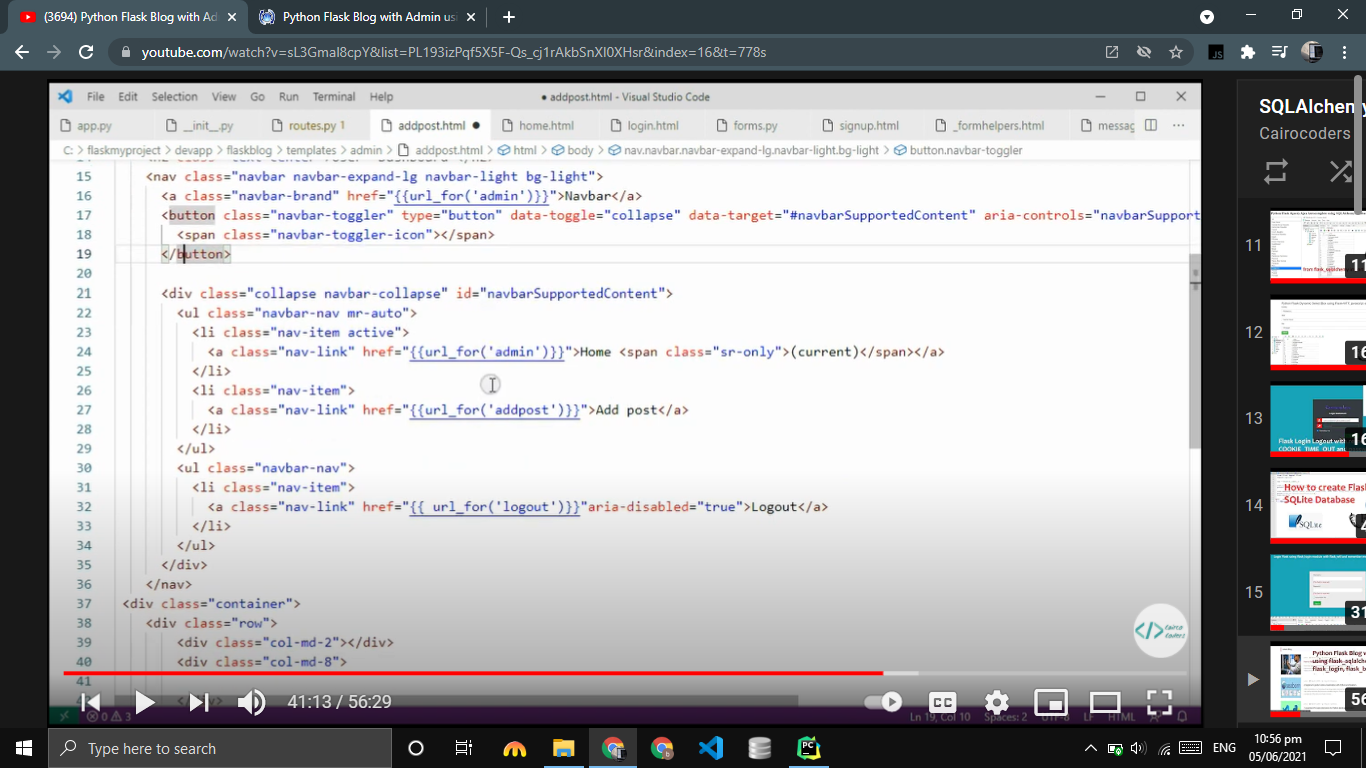 (3694) Python Flask Blog with Ad
Python Flask Blog with Admin usi
youtube.com/watch?v=sL3Gmal8cpY&list=PL193izPqf5X5F-Qs_cj1rAkbSnXl0XHsr&index=16&t=778s
JS
File Edit Selection View Go Run Terminal Help
● addpost.html - Visual Studio Code
app.py __init__.py routes.py 1 addpost.html ● home.html login.html forms.py signup.html _formhelpers.html messag
C: > flaskmyproject > devapp > flaskblog > templates > admin > addpost.html > html > body > nav.navbar.navbar-expand-lg.navbar-light.bg-light > button.navbar-toggler
15 <nav class="navbar navbar-expand-lg navbar-light bg-light">
16 <a class="navbar-brand" href="{{url_for('admin')}}">Navbar</a>
17 <button class="navbar-toggler" type="button" data-toggle="collapse" data-target="#navbarSupportedContent" aria-controls="navbarSupport
18 <span class="navbar-toggler-icon"></span>
19 </button>
20
21 <div class="collapse navbar-collapse" id="navbarSupportedContent">
22 <ul class="navbar-nav mr-auto">
23 <li class="nav-item active">
24 <a class="nav-link" href="{{url_for('admin')}}">Home <span class="sr-only">(current)</span></a>
25 </li>
26 <li class="nav-item">
27 <a class="nav-link" href="{{url_for('addpost')}}">Add post</a>
28 </li>
29 </ul>
30 <ul class="navbar-nav">
31 <li class="nav-item">
32 <a class="nav-link" href="{{ url_for('logout')}}"aria-disabled="true">Logout</a>
33 </li>
34 </ul>
35 </div>
36 </nav>
37 <div class="container">
38 <div class="row">
39 <div class="col-md-2"></div>
40 <div class="col-md-8">
41
</> Cairo Coders
41:13 / 56:29
CC
0 3
Ln 19, Col 10 Spaces: 2 UTF-8 LF HTML
SQLAlchemy
Cairocoders
11
11
12
16
13
Flask Login Logout with
COOKIE_TIME_OUT an
16
14
How to create Flask
SQLite Database
SQLite
4
15
31
Python Flask Blog w
using flask_sqlalche
flask_login, flask_b
56
Type here to search
ENG
10:56 pm
05/06/2021